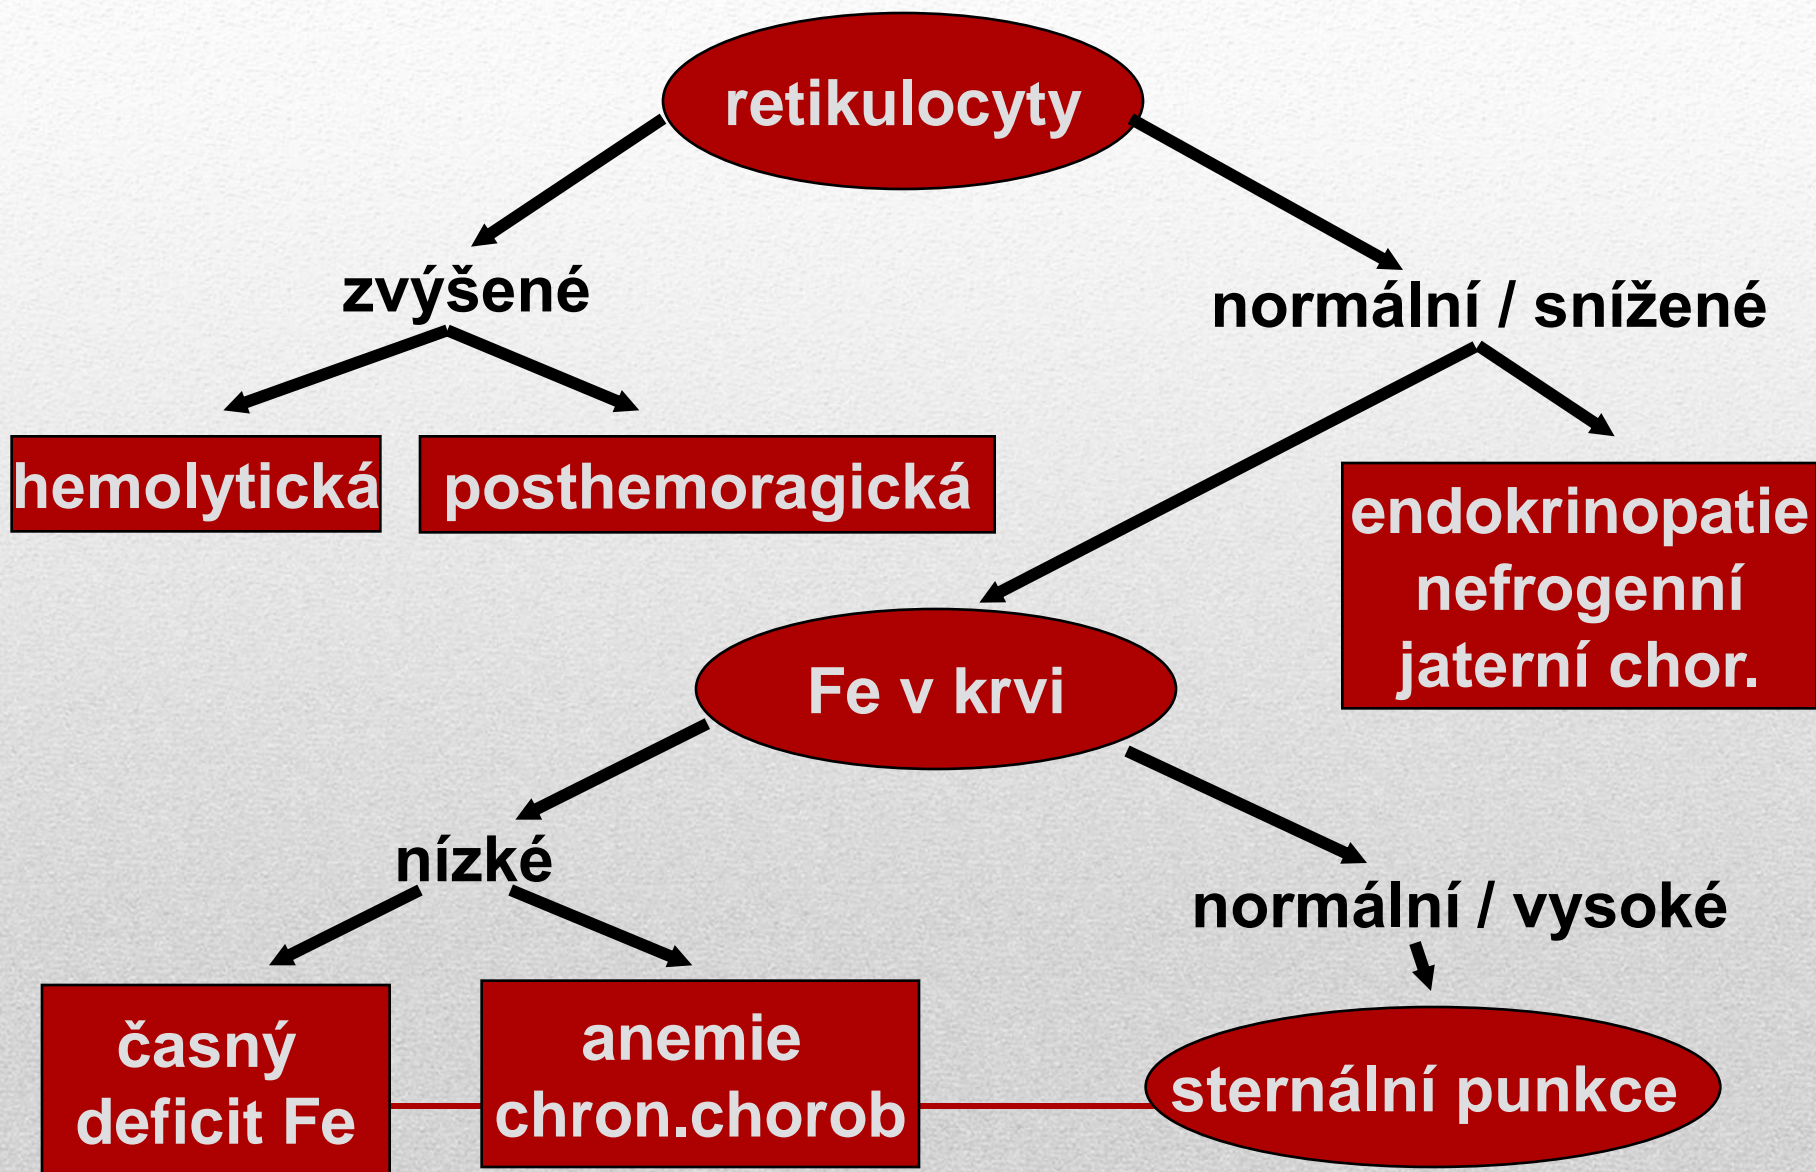 retikulocyty
zvýšené
normální / snížené
hemolytická
posthemoragická
endokrinopatie
nefrogenní
jaterní chor.
Fe v krvi
nízké
normální / vysoké
časný
deficit Fe
anemie
chron.chorob
sternální punkce